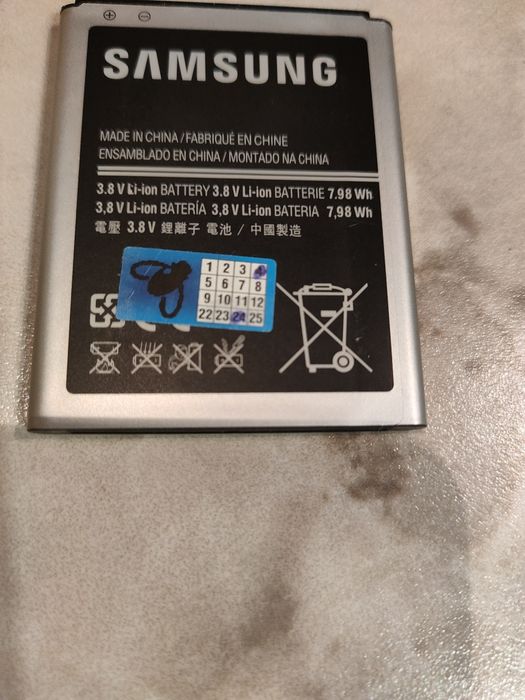 SAMSUNG
MADE IN CHINA / FABRIQUÉ EN CHINE
ENSAMBLADO EN CHINA / MONTADO NA CHINA
3.8 V Li-ion BATTERY 3.8 V Li-ion BATTERIE 7.98 Wh
3,8 V Li-ion BATERÍA 3,8 V Li-ion BATERIA 7,98 Wh
電壓 3.8 V 鋰離子 電池 / 中國製造
1 2 3 4
5 6 7 8
9 10 11 12
22 23 24 25